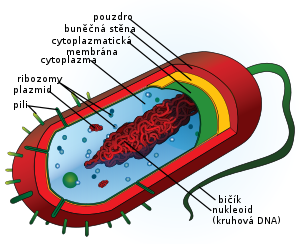 pouzdro
buněčná stěna
cytoplazmatická
membrána
cytoplazma
ribozomy
plazmid
pili
bičík
nukleoid
(kruhová DNA)